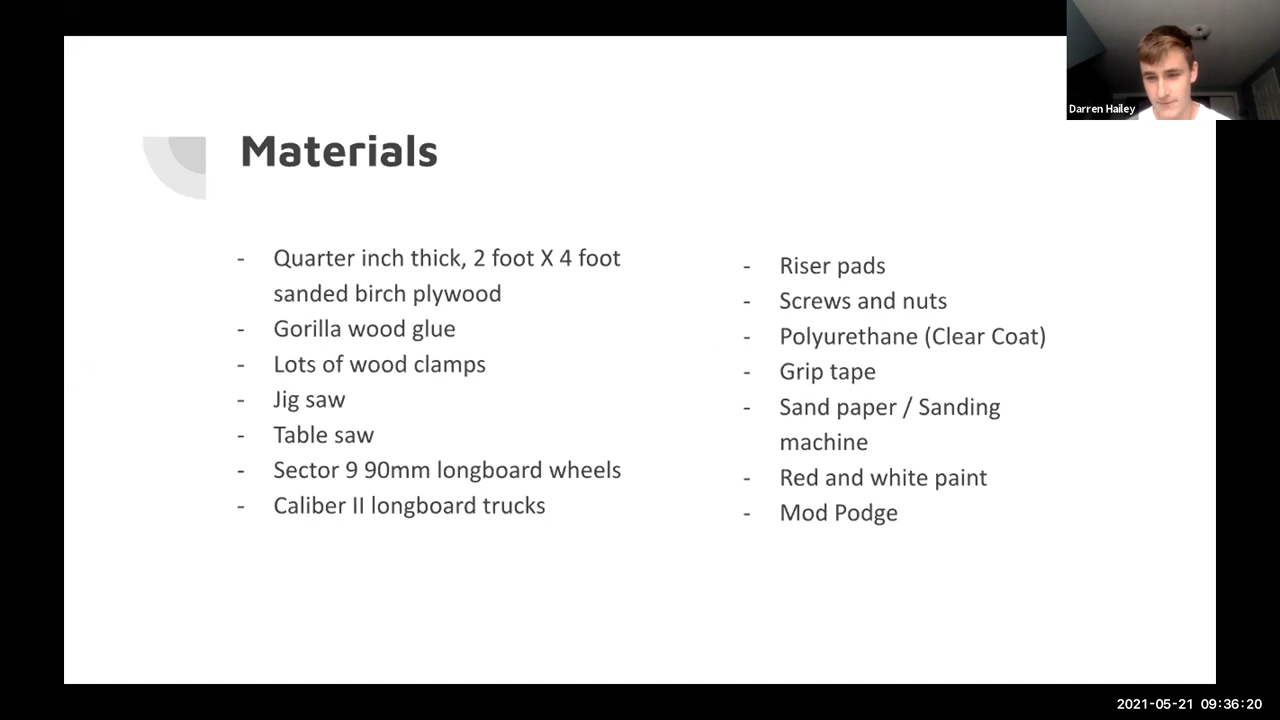 Darren Hailey
Materials
- Quarter inch thick, 2 foot X 4 foot
sanded birch plywood
- Gorilla wood glue
- Lots of wood clamps
- Jig saw
- Table saw
- Sector 9 90mm longboard wheels
- Caliber II longboard trucks
- Riser pads
- Screws and nuts
- Polyurethane (Clear Coat)
- Grip tape
- Sand paper / Sanding
machine
- Red and white paint
- Mod Podge
2021-05-21 09:36:20